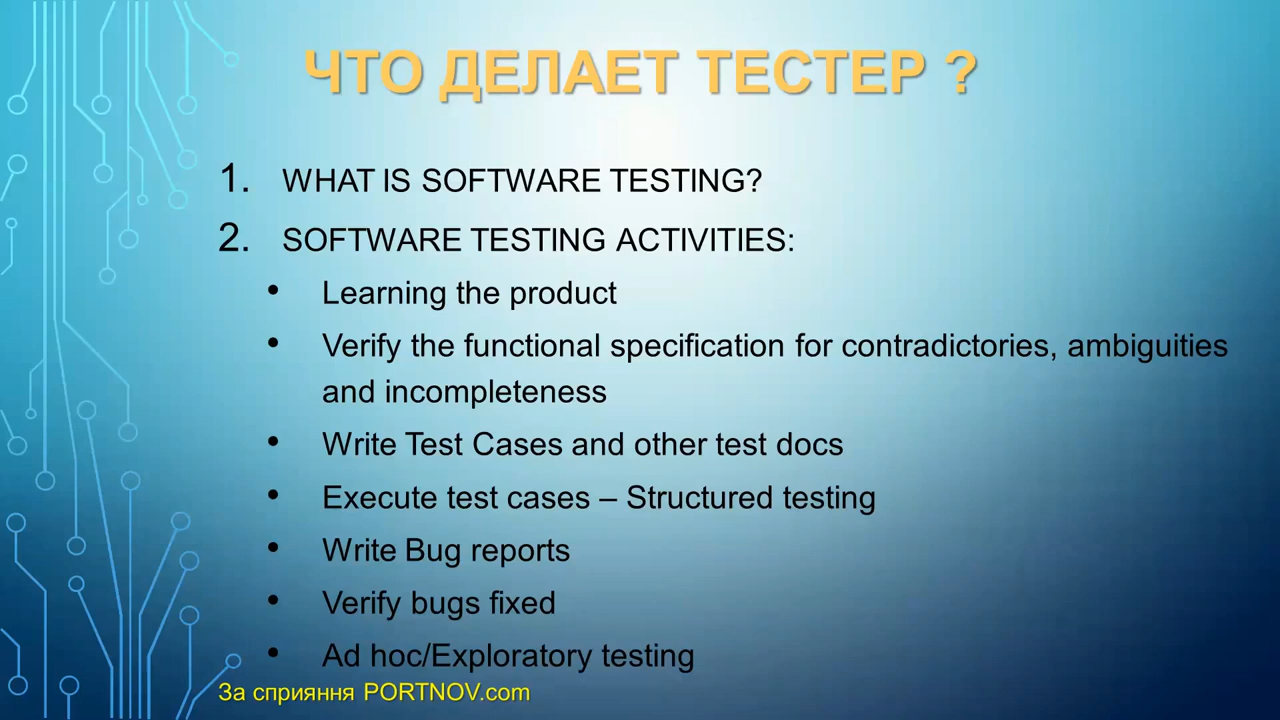 ЧТО ДЕЛАЕТ ТЕСТЕР ?
1. WHAT IS SOFTWARE TESTING?
2. SOFTWARE TESTING ACTIVITIES:
• Learning the product
• Verify the functional specification for contradictories, ambiguities
and incompleteness
• Write Test Cases and other test docs
• Execute test cases – Structured testing
• Write Bug reports
• Verify bugs fixed
• Ad hoc/Exploratory testing
За сприяння PORTNOV.com